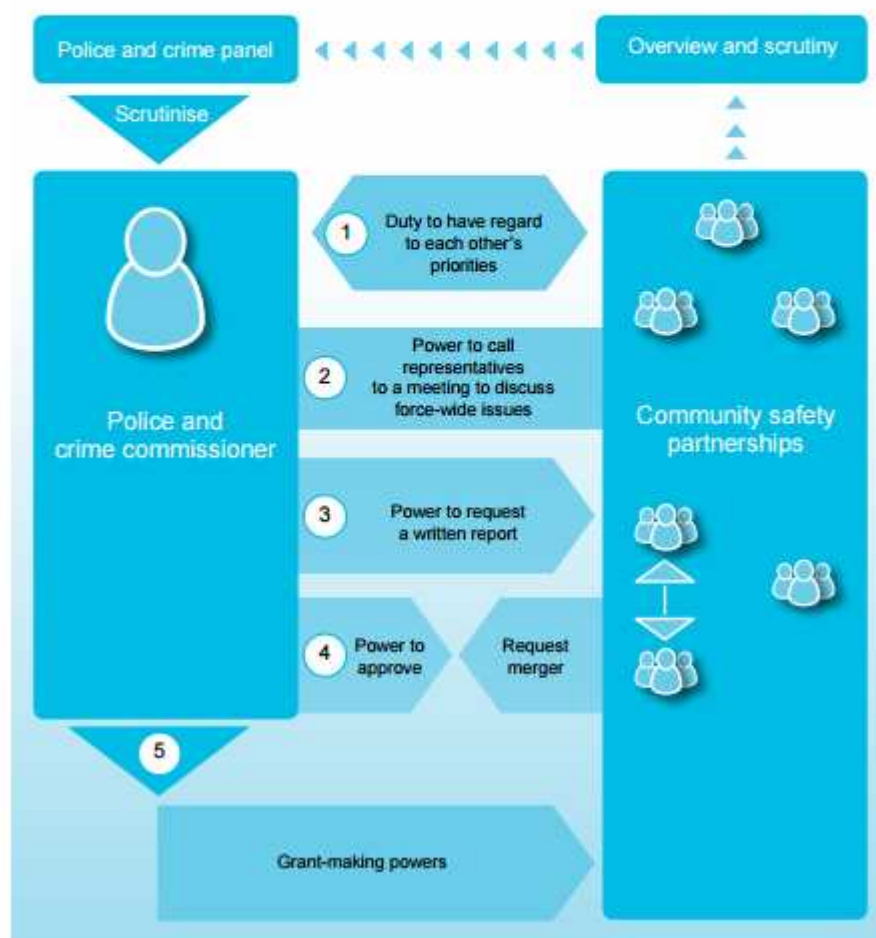 Police and crime panel
Overview and scrutiny
Scrutinise
1
Duty to have regard
to each other's
priorities
2
Power to call
representatives
to a meeting to discuss
force-wide issues
Police and
crime commissioner
Community safety
partnerships
3
Power to request
a written report
4
Power to
approve
Request
merger
5
Grant-making powers